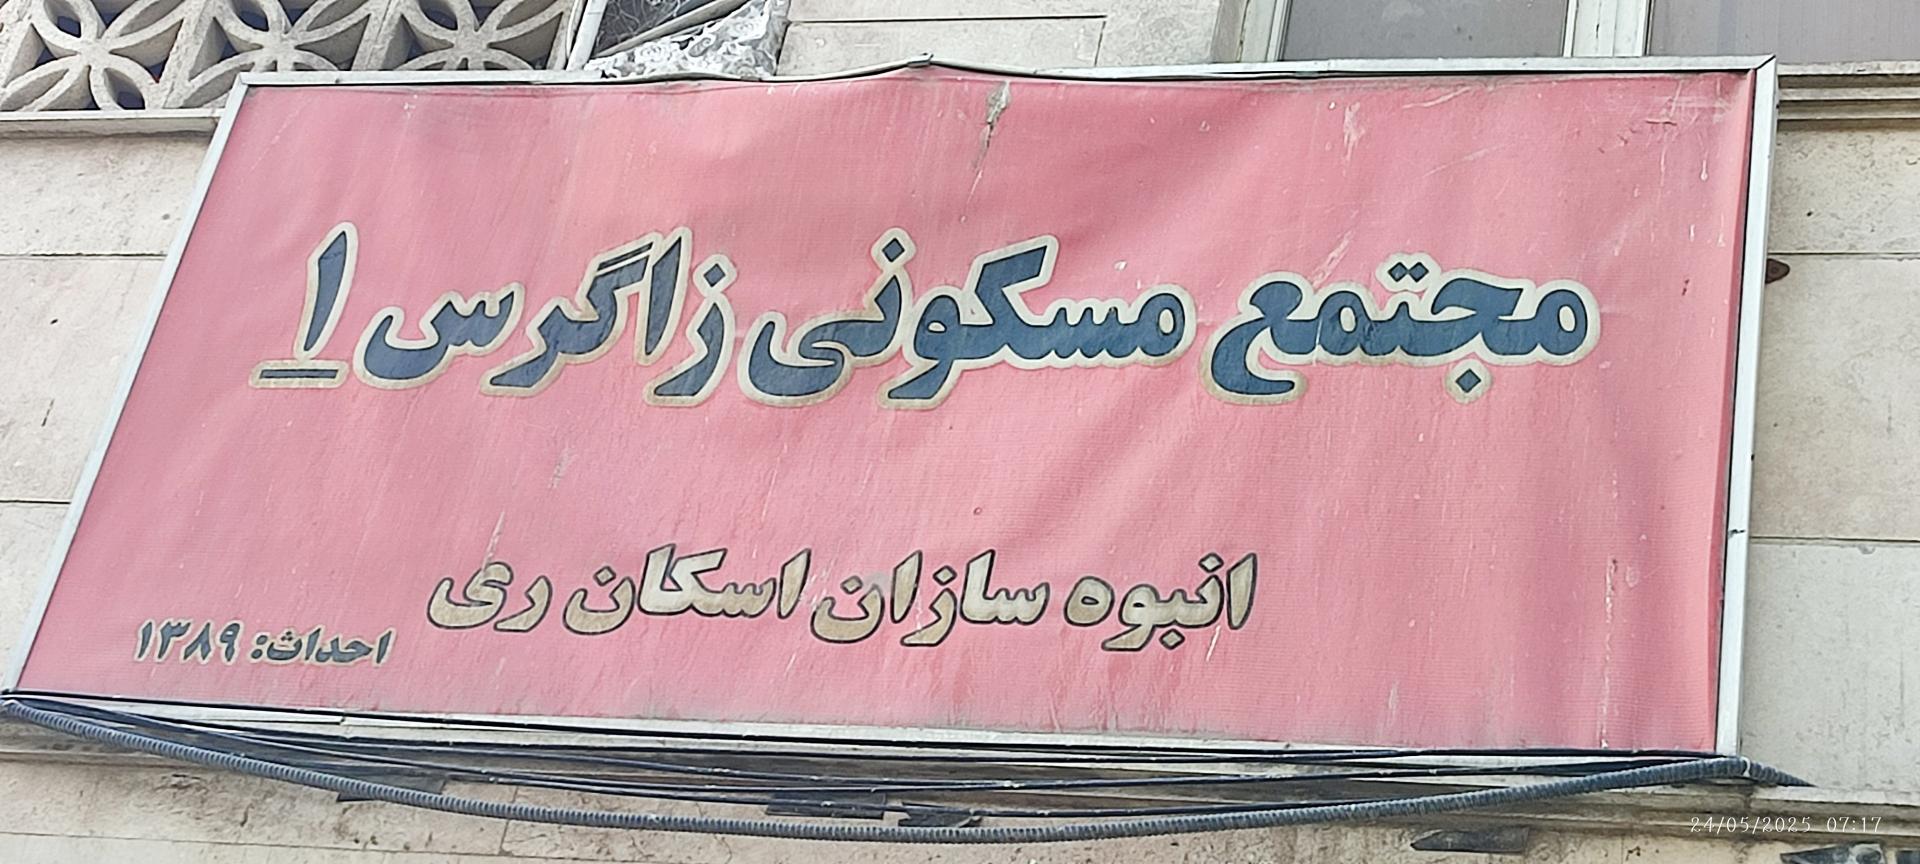 مجتمع مسکونی زاگرس ۱
انبوه سازان اسکان ری
احداث: ۱۳۸۹
24/05/2025 07:17